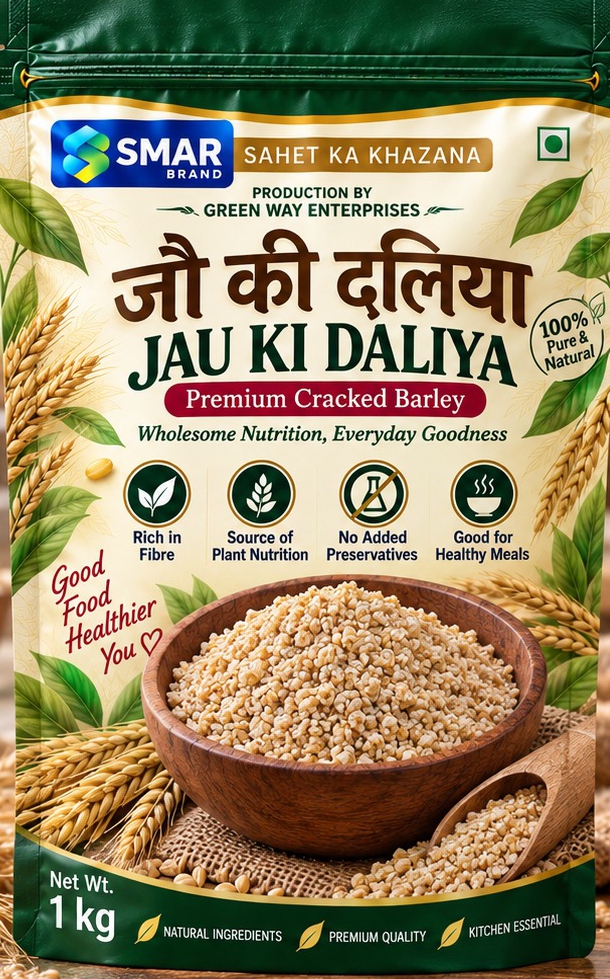 SMAR
BRAND
SAHET KA KHAZANA
PRODUCTION BY
GREEN WAY ENTERPRISES
जौ की दलिया
JAU KI DALIYA
100%
Pure &
Natural
Premium Cracked Barley
Wholesome Nutrition, Everyday Goodness
Rich in
Fibre
Source of
Plant Nutrition
No Added
Preservatives
Good for
Healthy Meals
Good
Food
Healthier
You
Net Wt.
1 kg
NATURAL INGREDIENTS
PREMIUM QUALITY
KITCHEN ESSENTIAL